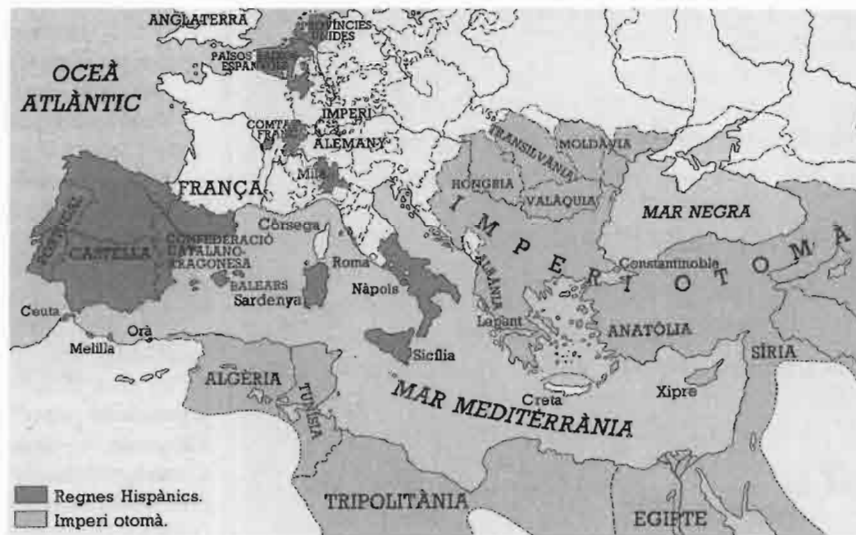 ANGLATERRA
PROVÍNCIES
UNIDES
PAÏSOS BAIXOS
OCEÀ
ATLÀNTIC
IMPERI
ALEMANY
FRANÇA
Milà
TRANSILVÀNIA
MOLDÀVIA
HONGRIA
VALÀQUIA
MAR NEGRA
IMPERI OTOMÀ
PORTUGAL
CASTELLA
CONFEDERACIÓ
CATALANO-
ARAGONESA
BALEARS
Còrsega
Roma
Sardenya
Nàpols
ALBÀNIA
Constantinoble
Lepant
ANATÒLIA
SÍRIA
Ceuta
Melilla
Orà
Sicília
Creta
Xipre
ALGÈRIA
TUNÍSIA
MAR MEDITERRÀNIA
TRIPOLITÀNIA
EGIPTE
Regnes Hispànics.
Imperi otomà.